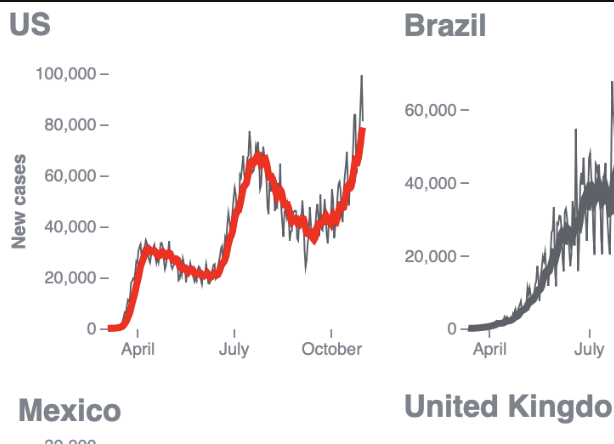 US
Brazil
100,000
80,000
60,000
40,000
20,000
0
New cases
April July October
60,000
40,000
20,000
0
April July
Mexico
United Kingdo